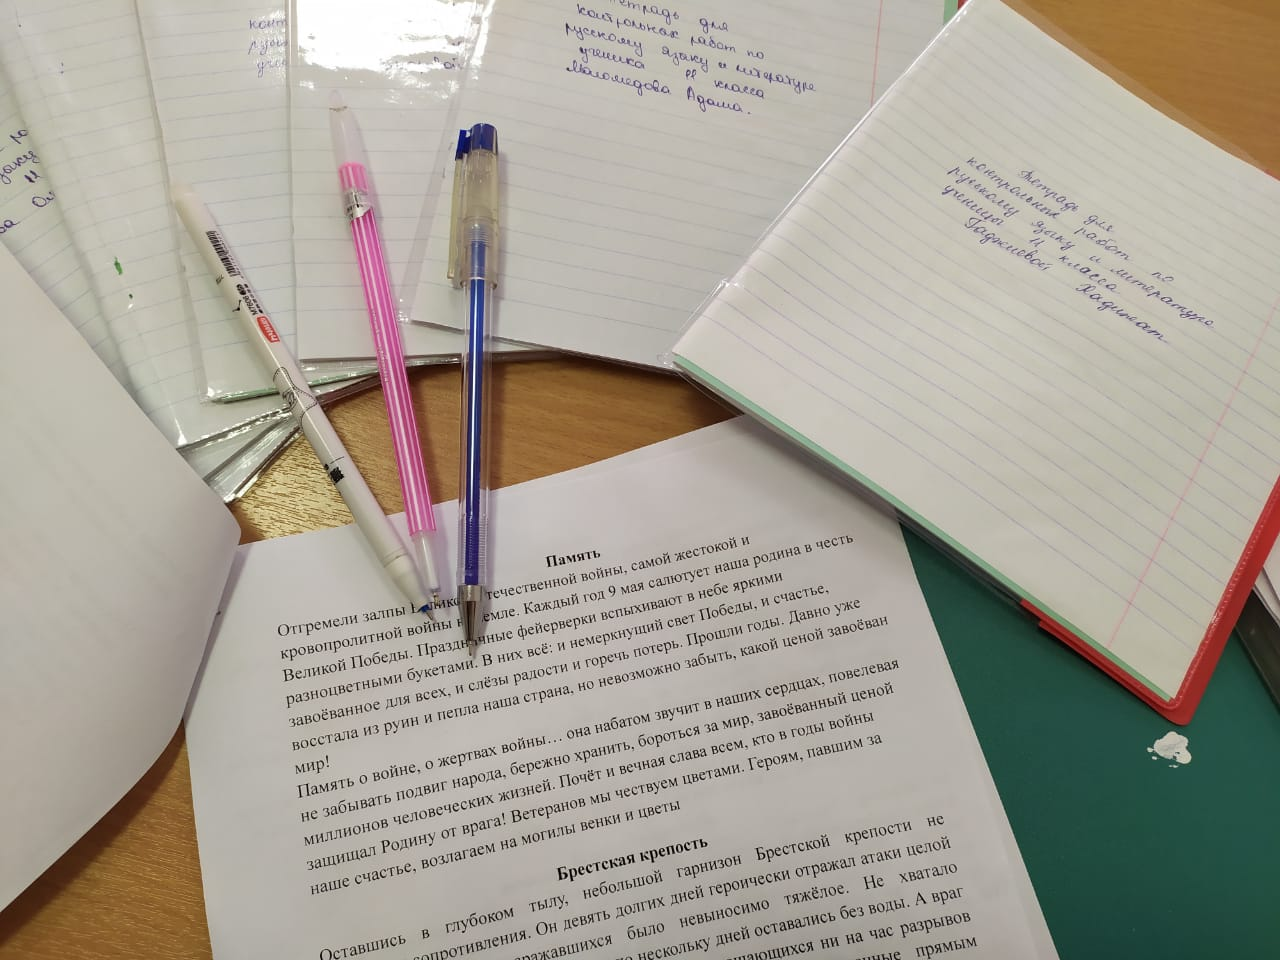 тетрадь для
контрольных работ по
русскому языку и литературе
ученика 11 класса
Магомедова Адама.
Тетрадь для
контрольных работ по
русскому языку и литературе
ученицы 11 класса
Гаджиевой Хадижат
Память
Отгремели залпы Великой Отечественной войны, самой жестокой и
кровопролитной войны на земле. Каждый год 9 мая салютует наша родина в честь
Великой Победы. Праздничные фейерверки вспыхивают в небе яркими
разноцветными букетами. В них всё: и немеркнущий свет Победы, и счастье,
завоёванное для всех, и слёзы радости и горечь потерь. Прошли годы. Давно уже
восстала из руин и пепла наша страна, но невозможно забыть, какой ценой завоёван
мир!
Память о войне, о жертвах войны… она набатом звучит в наших сердцах, повелевая
не забывать подвиг народа, бережно хранить, бороться за мир, завоёванный ценой
миллионов человеческих жизней. Почёт и вечная слава всем, кто в годы войны
защищал Родину от врага! Ветеранов мы чествуем цветами. Героям, павшим за
наше счастье, возлагаем на могилы венки и цветы
Брестская крепость
Оставшись в глубоком тылу, небольшой гарнизон Брестской крепости не
сопротивления. Он девять долгих дней героически отражал атаки целой
сражавшихся было невыносимо тяжёлое. Не хватало
по нескольку дней оставались без воды. А враг
ни на час разрывов
прямым